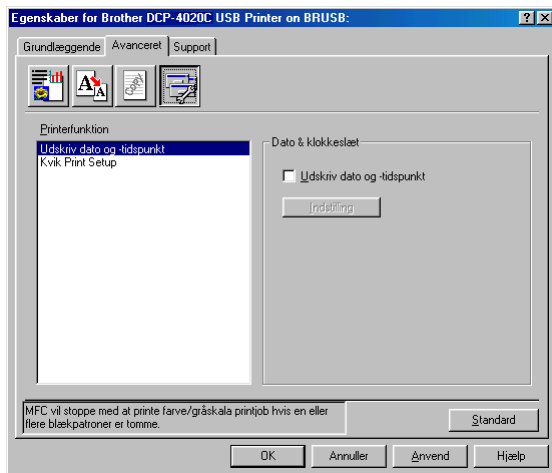 Egenskaber for Brother DCP-4020C USB Printer on BRUSB:
Grundlæggende Avanceret Support
Printerfunktion
Udskriv dato og -tidspunkt
Kvik Print Setup
Dato & klokkeslæt
Udskriv dato og -tidspunkt
Indstilling
MFC vil stoppe med at printe farve/gråskala printjob hvis en eller
flere blækpatroner er tomme.
Standard
OK Annuller Anvend Hjælp